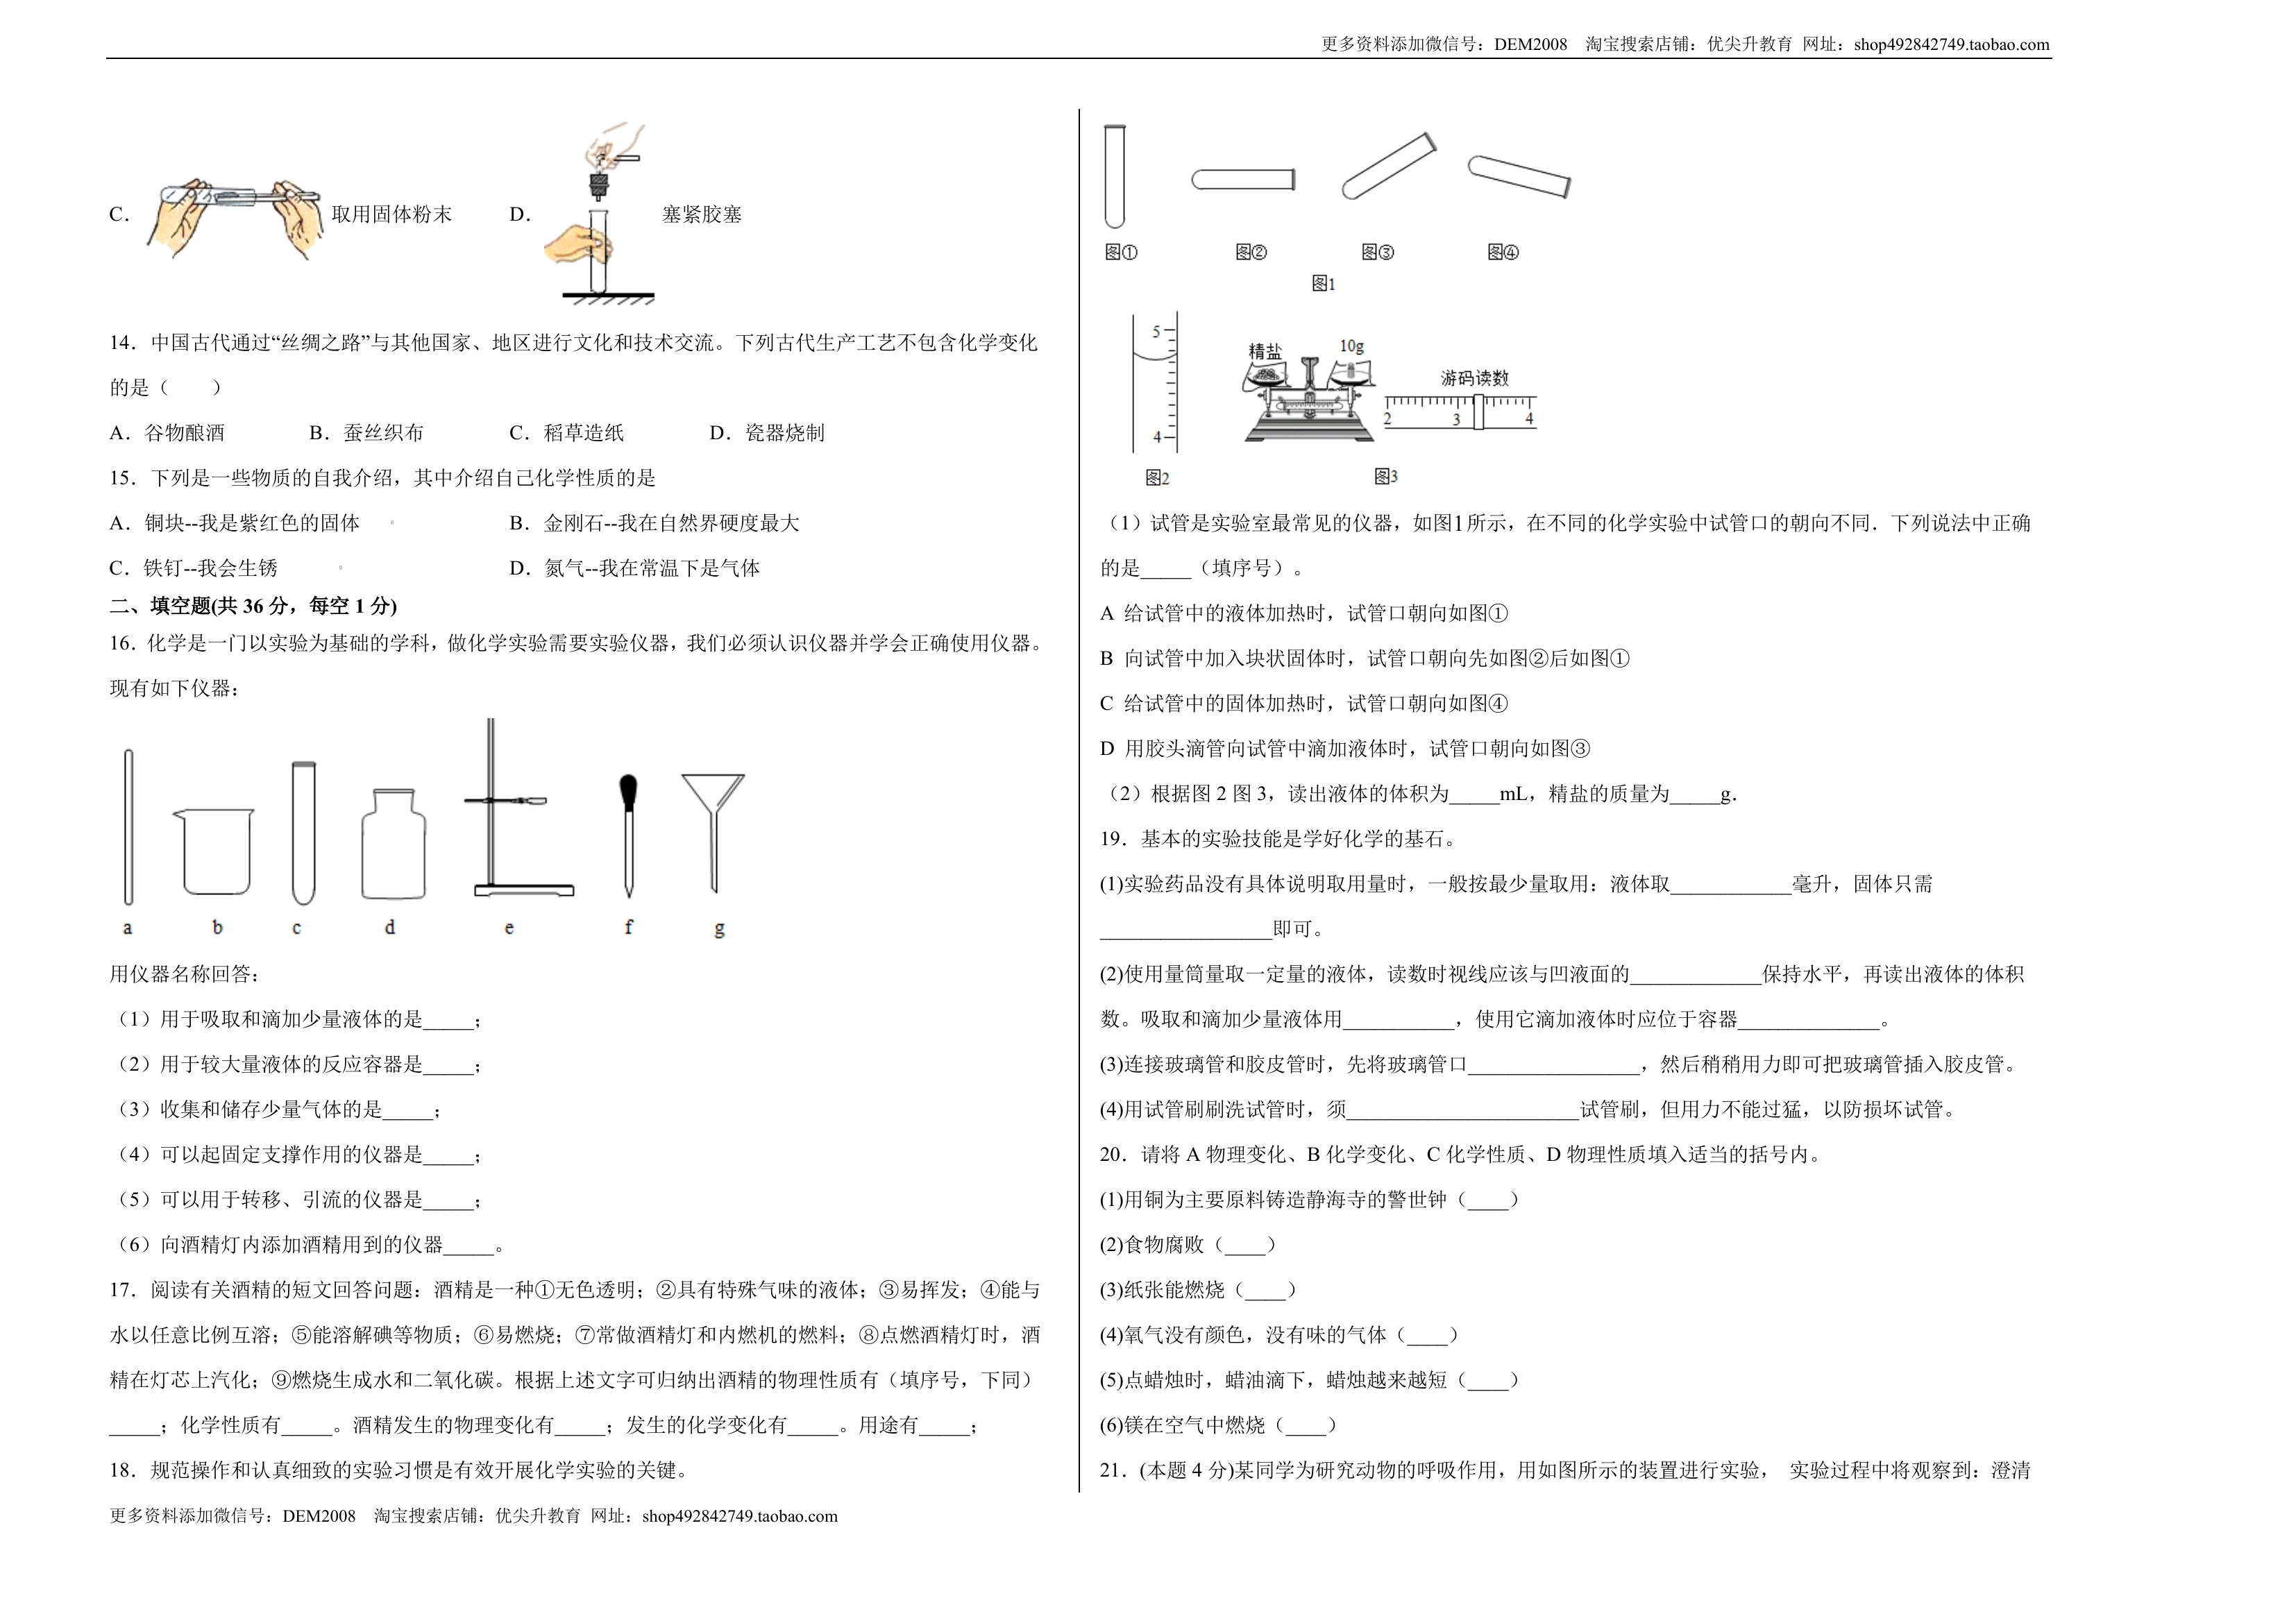 更多资料添加微信号：DEM2008 淘宝搜索店铺：优尖升教育 网址：shop492842749.taobao.com
C． 取用固体粉末 D． 塞紧胶塞
14．中国古代通过“丝绸之路”与其他国家、地区进行文化和技术交流。下列古代生产工艺不包含化学变化
的是（ ）
A．谷物酿酒 B．蚕丝织布 C．稻草造纸 D．瓷器烧制
15．下列是一些物质的自我介绍，其中介绍自己化学性质的是
A．铜块--我是紫红色的固体 B．金刚石--我在自然界硬度最大
C．铁钉--我会生锈 D．氮气--我在常温下是气体
二、填空题(共 36 分，每空 1 分)
16．化学是一门以实验为基础的学科，做化学实验需要实验仪器，我们必须认识仪器并学会正确使用仪器。
现有如下仪器：
a b c d e f g
用仪器名称回答：
（1）用于吸取和滴加少量液体的是_____；
（2）用于较大量液体的反应容器是_____；
（3）收集和储存少量气体的是_____；
（4）可以起固定支撑作用的仪器是_____；
（5）可以用于转移、引流的仪器是_____；
（6）向酒精灯内添加酒精用到的仪器_____。
17．阅读有关酒精的短文回答问题：酒精是一种①无色透明；②具有特殊气味的液体；③易挥发；④能与
水以任意比例互溶；⑤能溶解碘等物质；⑥易燃烧；⑦常做酒精灯和内燃机的燃料；⑧点燃酒精灯时，酒
精在灯芯上汽化；⑨燃烧生成水和二氧化碳。根据上述文字可归纳出酒精的物理性质有（填序号，下同）
_____；化学性质有_____。酒精发生的物理变化有_____；发生的化学变化有_____。用途有_____；
18．规范操作和认真细致的实验习惯是有效开展化学实验的关键。
图① 图② 图③ 图④
图1
5
4
图2
精盐 10g
游码读数
2 3 4
图3
（1）试管是实验室最常见的仪器，如图1所示，在不同的化学实验中试管口的朝向不同．下列说法中正确
的是_____（填序号）。
A 给试管中的液体加热时，试管口朝向如图①
B 向试管中加入块状固体时，试管口朝向先如图②后如图①
C 给试管中的固体加热时，试管口朝向如图④
D 用胶头滴管向试管中滴加液体时，试管口朝向如图③
（2）根据图 2 图 3，读出液体的体积为_____mL，精盐的质量为_____g．
19．基本的实验技能是学好化学的基石。
(1)实验药品没有具体说明取用量时，一般按最少量取用：液体取____________毫升，固体只需
_________________即可。
(2)使用量筒量取一定量的液体，读数时视线应该与凹液面的_____________保持水平，再读出液体的体积
数。吸取和滴加少量液体用___________，使用它滴加液体时应位于容器______________。
(3)连接玻璃管和胶皮管时，先将玻璃管口_________________，然后稍稍用力即可把玻璃管插入胶皮管。
(4)用试管刷刷洗试管时，须_______________________试管刷，但用力不能过猛，以防损坏试管。
20．请将 A 物理变化、B 化学变化、C 化学性质、D 物理性质填入适当的括号内。
(1)用铜为主要原料铸造静海寺的警世钟（____）
(2)食物腐败（____）
(3)纸张能燃烧（____）
(4)氧气没有颜色，没有味的气体（____）
(5)点蜡烛时，蜡油滴下，蜡烛越来越短（____）
(6)镁在空气中燃烧（____）
21．(本题 4 分)某同学为研究动物的呼吸作用，用如图所示的装置进行实验， 实验过程中将观察到：澄清
更多资料添加微信号：DEM2008 淘宝搜索店铺：优尖升教育 网址：shop492842749.taobao.com